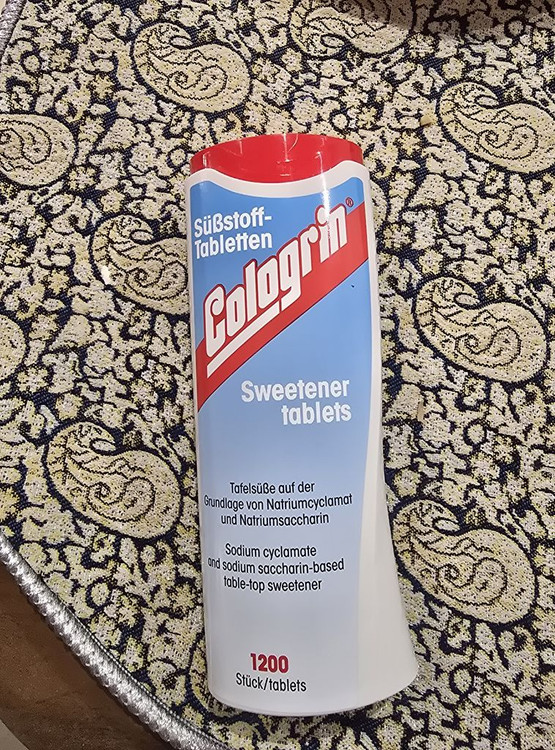 Süßstoff-
Tabletten
Cologrin®
Sweetener
tablets
Tafelsüße auf der
Grundlage von Natriumcyclamat
und Natriumsaccharin
Sodium cyclamate
and sodium saccharin-based
table-top sweetener
1200
Stück/tablets